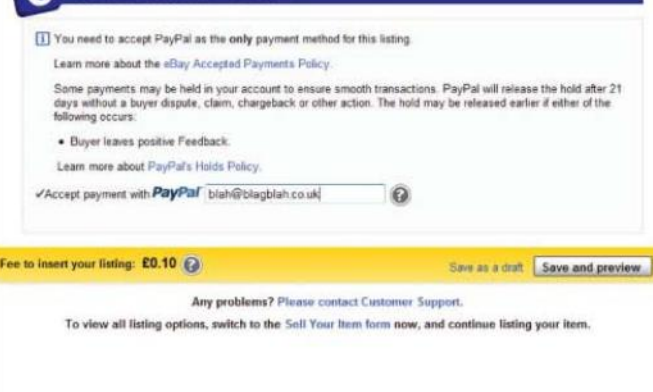 You need to accept PayPal as the only payment method for this listing.
Learn more about the eBay Accepted Payments Policy.
Some payments may be held in your account to ensure smooth transactions. PayPal will release the hold after 21
days without a buyer dispute, claim, chargeback or other action. The hold may be released earlier if either of the
following occurs:
• Buyer leaves positive Feedback.
Learn more about PayPal's Holds Policy.
✓Accept payment with PayPal blah@blagblah.co.uk ?
Fee to insert your listing: £0.10 ? Save as a draft Save and preview
Any problems? Please contact Customer Support.
To view all listing options, switch to the Sell Your Item form now, and continue listing your item.